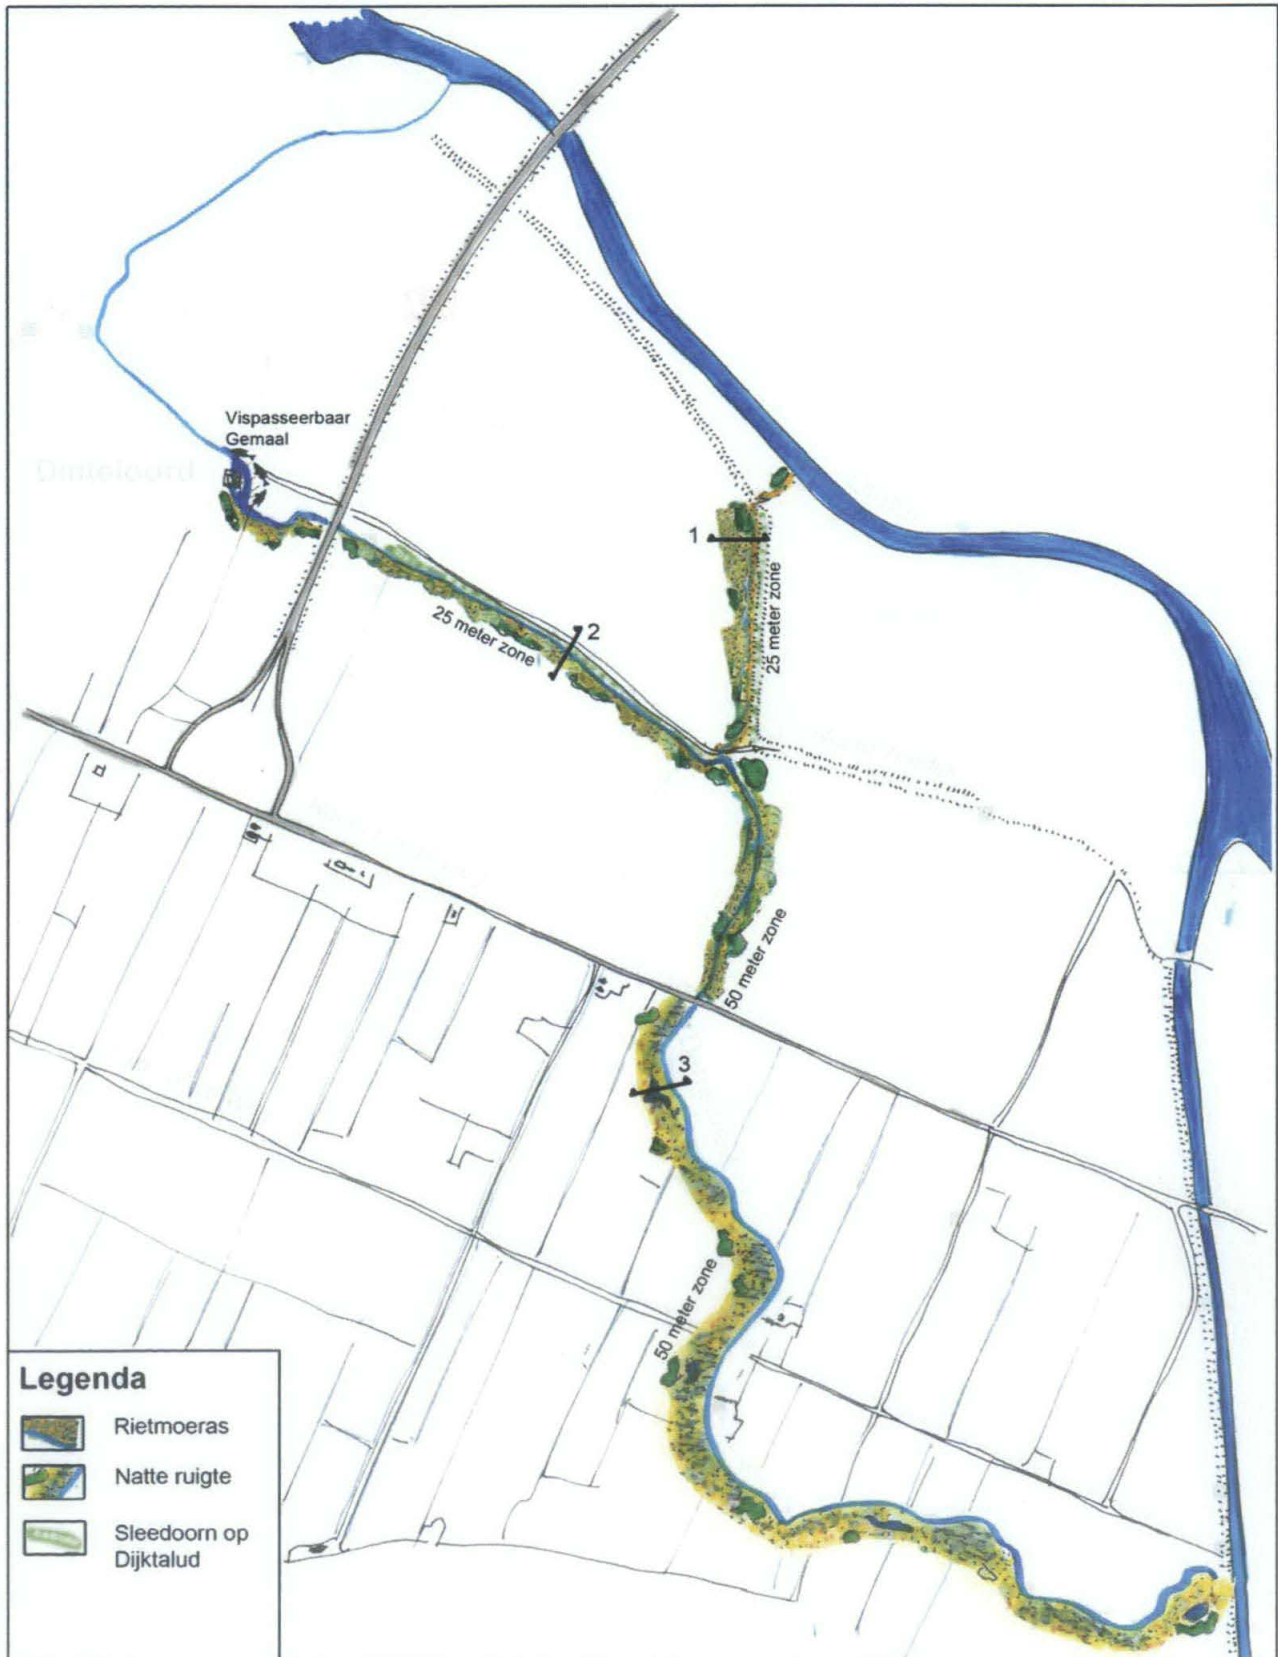 Vispasseerbaar
Gemaal
Dinteloord
1
25 meter zone
2
25 meter zone
50 meter zone
3
50 meter zone
Legenda
Rietmoeras
Natte ruigte
Sleedoorn op
Dijktalud